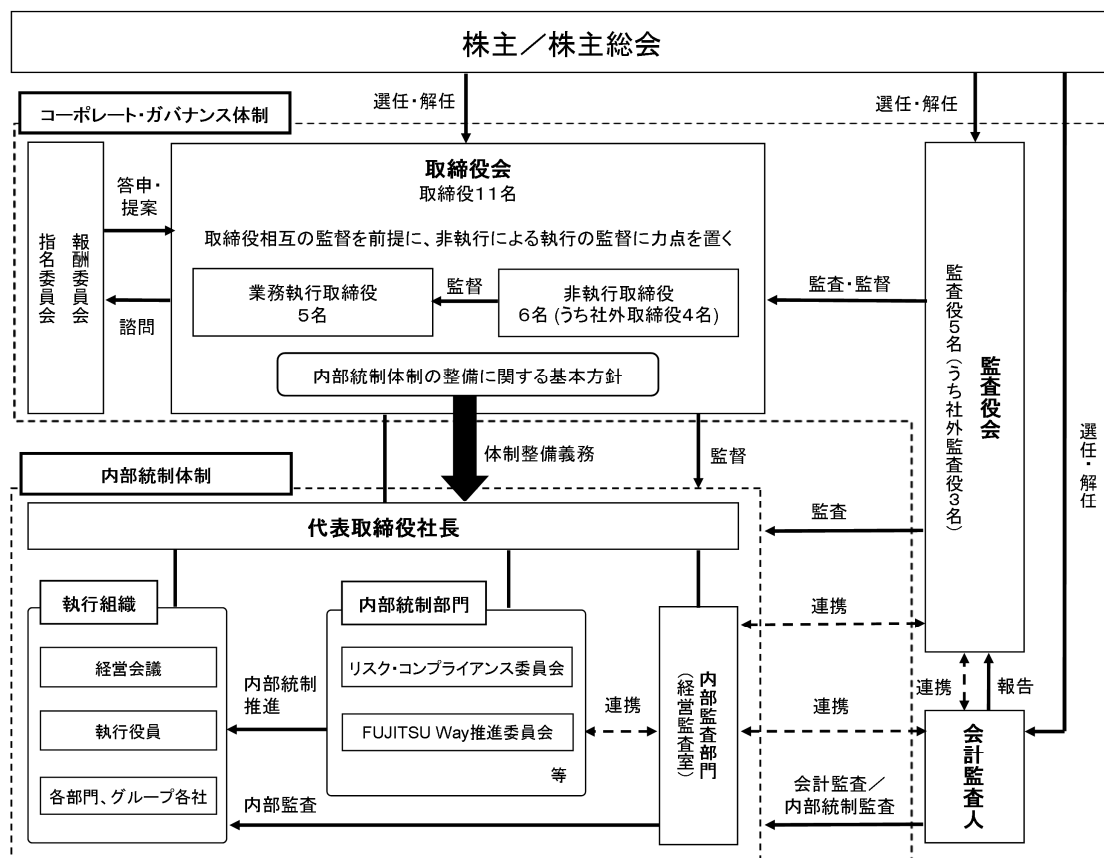 株主／株主総会
選任・解任
選任・解任
コーポレート・ガバナンス体制
取締役会
取締役１１名
答申・
提案
取締役相互の監督を前提に、非執行による執行の監督に力点を置く
報酬委員会
指名委員会
諮問
業務執行取締役
５名
監督
非執行取締役
６名 (うち社外取締役４名)
監査・監督
監査役会
監査役５名（うち社外監査役３名）
選任・解任
内部統制体制の整備に関する基本方針
体制整備義務
監督
内部統制体制
代表取締役社長
監査
執行組織
経営会議
執行役員
各部門、グループ各社
内部統制
推進
内部統制部門
リスク・コンプライアンス委員会
FUJITSU Way推進委員会
等
連携
内部監査部門
（経営監査室）
連携
連携
連携
報告
会計監査人
内部監査
会計監査／
内部統制監査